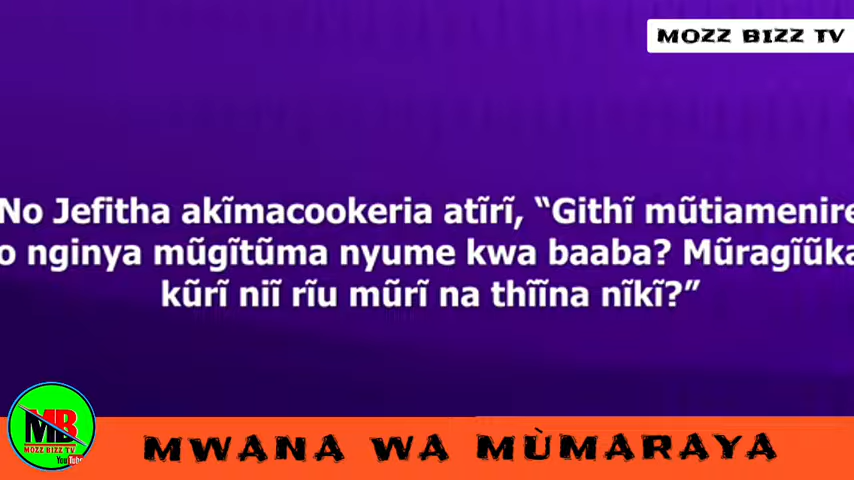 MOZZ BIZZ TV
No Jefitha akĩmacookeria atĩrĩ, “Githĩ mũtiamenire
o nginya mũgĩtũma nyume kwa baaba? Mũragĩũka
kũrĩ niĩ rĩu mũrĩ na thĩĩna nĩkĩ?”
MB
MOZZ BIZZ TV
YouTube
MWANA WA MÙMARAYA